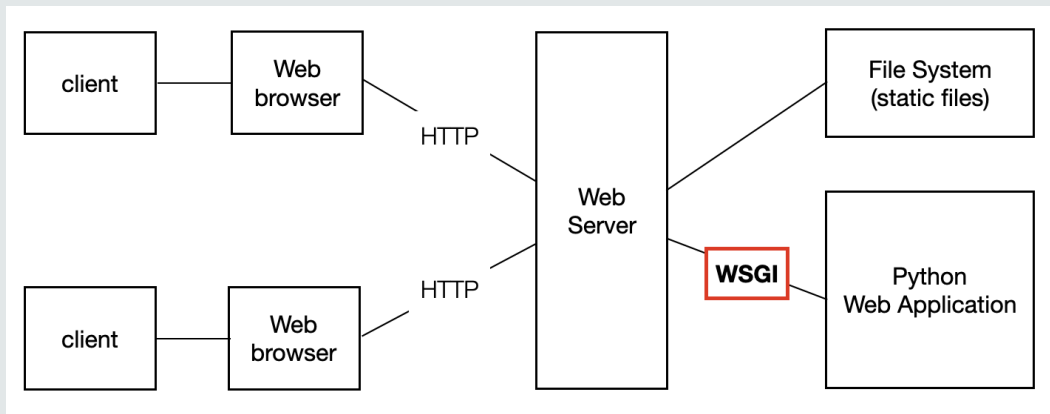 client
Web
browser
HTTP
Web
Server
File System
(static files)
WSGI
Python
Web Application
client
Web
browser
HTTP